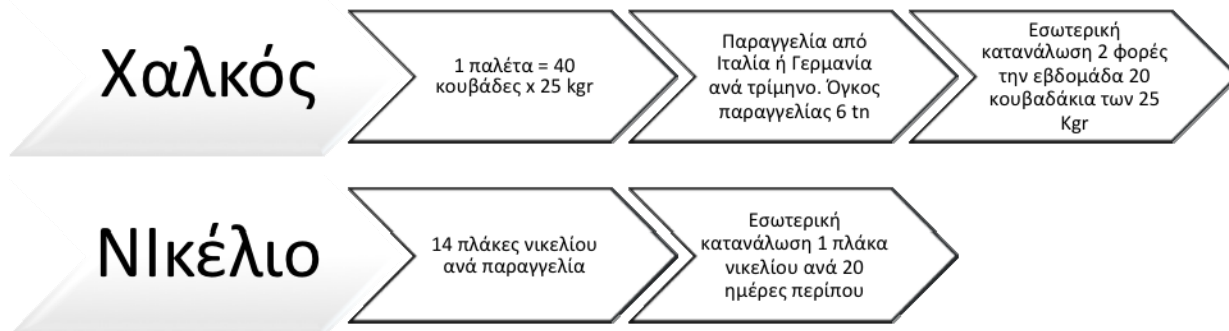 Χαλκός
1 παλέτα = 40
κουβάδες x 25 kgr
Παραγγελία από
Ιταλία ή Γερμανία
ανά τρίμηνο. Όγκος
παραγγελίας 6 tn
Εσωτερική
κατανάλωση 2 φορές
την εβδομάδα 20
κουβαδάκια των 25
Kgr
ΝΙκέλιο
14 πλάκες νικελίου
ανά παραγγελία
Εσωτερική
κατανάλωση 1 πλάκα
νικελίου ανά 20
ημέρες περίπου